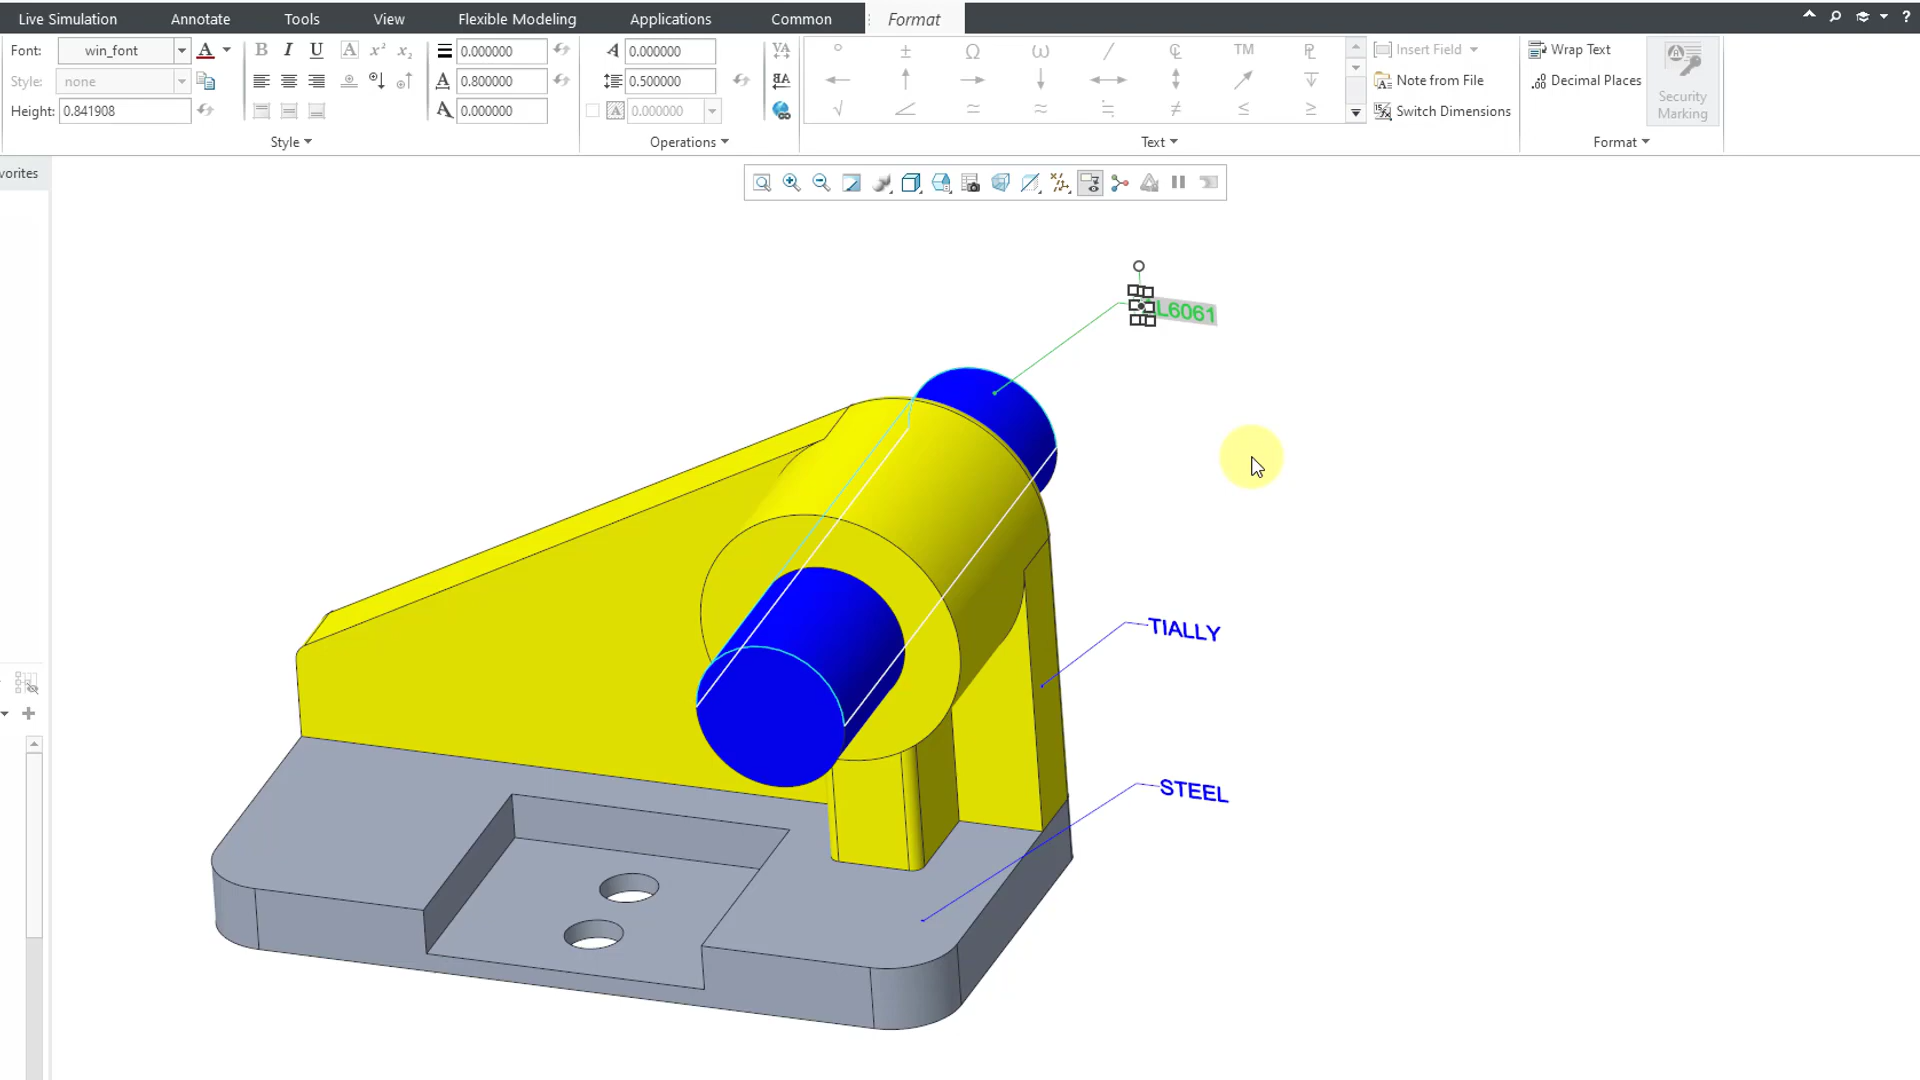 Live Simulation Annotate Tools View Flexible Modeling Applications Common Format
Font: win_font
Style: none
Height: 0.841908
B I U A x² x₂
0.000000
0.800000
0.000000
0.000000
0.500000
0.000000
Style Operations Text Format
° ± Ω ω / ℄ TM ⅊
← ↑ → ↓ ↔ ↕ ↗ ↧
√ ∠ ≃ ≈ ≒ ≠ ≤ ≥
Insert Field
Note from File
Switch Dimensions
Wrap Text
Decimal Places
Security
Marking
vorites
L6061
TIALLY
STEEL